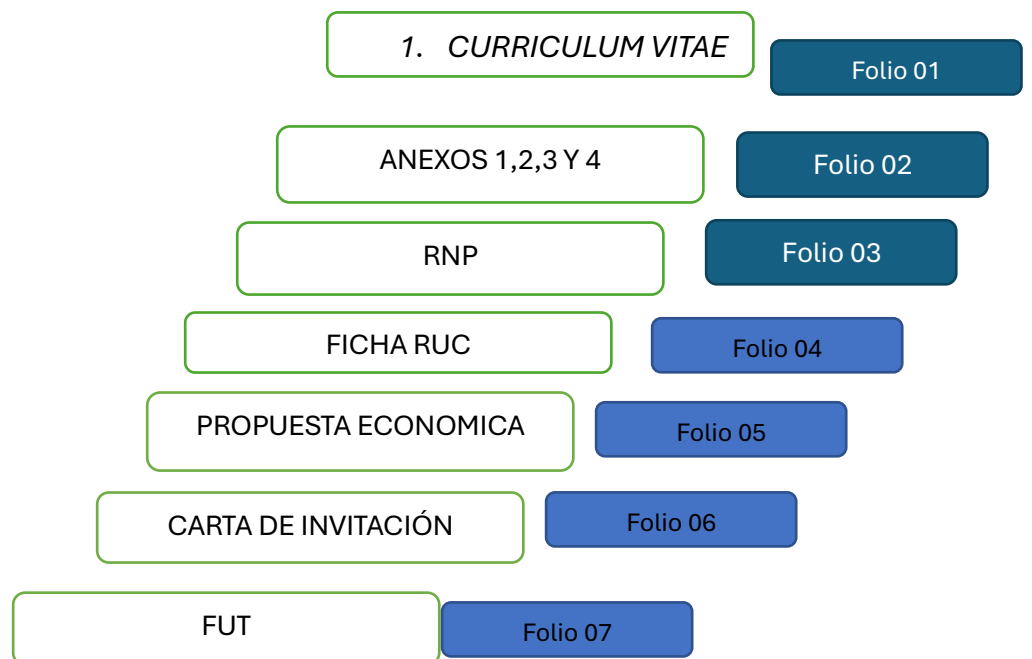 1. CURRICULUM VITAE
Folio 01
ANEXOS 1,2,3 Y 4
Folio 02
RNP
Folio 03
FICHA RUC
Folio 04
PROPUESTA ECONOMICA
Folio 05
CARTA DE INVITACIÓN
Folio 06
FUT
Folio 07